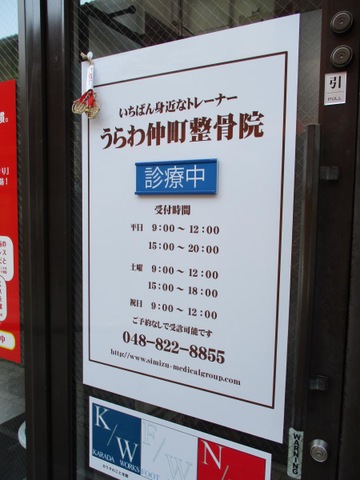 いちばん身近なトレーナー
うらわ仲町整骨院
診療中
受付時間
平日 9:00〜12:00
15:00〜20:00
土曜 9:00〜12:00
15:00〜18:00
祝日 9:00〜12:00
ご予約なしで受診可能です
048-822-8855
http://www.simizu-medicalgroup.com
引
PULL
K/W
F/W
N/
KARADA WORKS
FOOT
WARNING